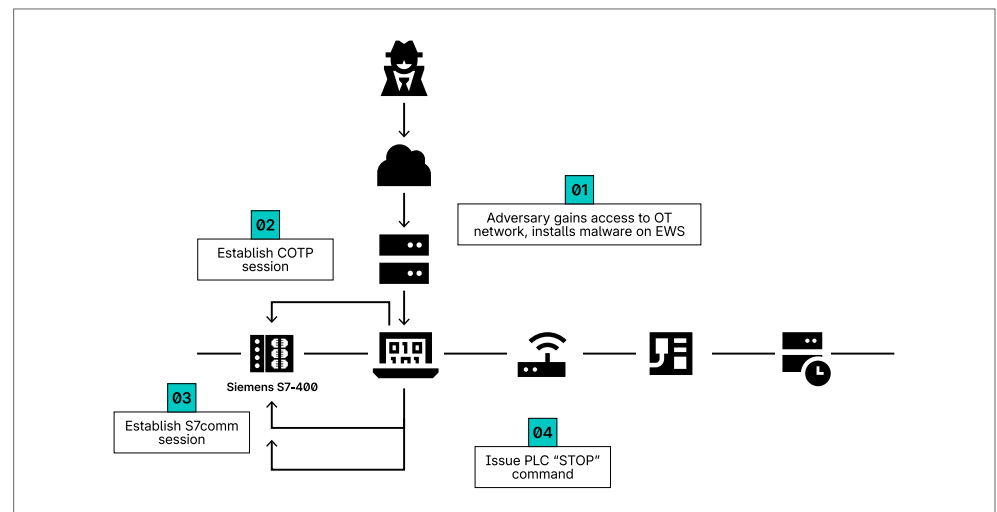 01
Adversary gains access to OT
network, installs malware on EWS
02
Establish COTP
session
010
Siemens S7-400
03
Establish S7comm
session
04
Issue PLC “STOP”
command